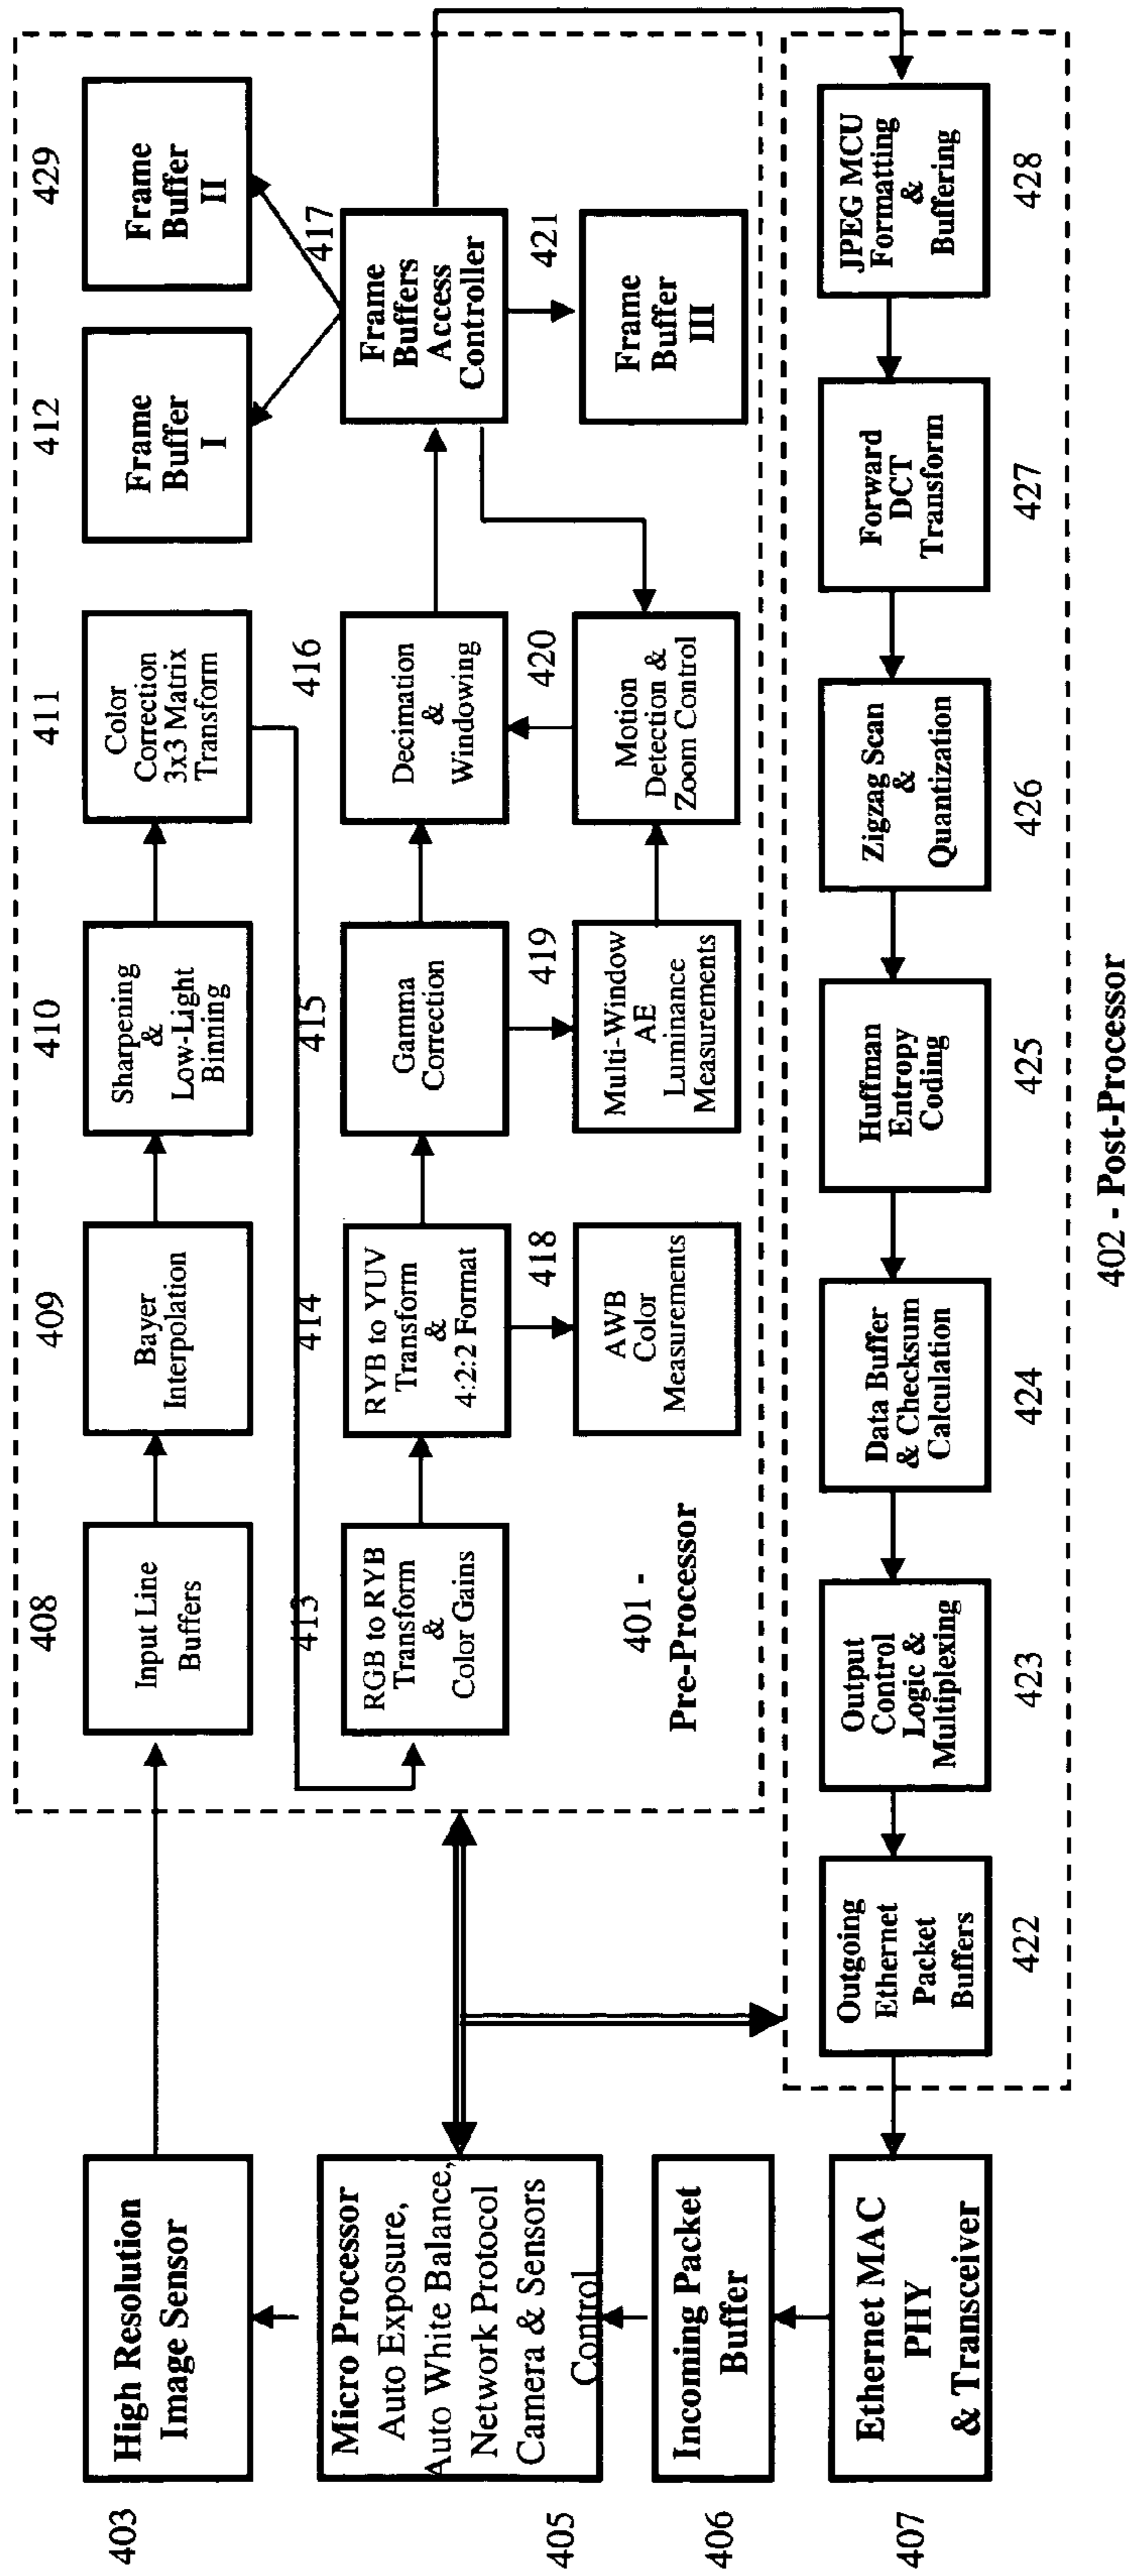 403
High Resolution
Image Sensor
408
Input Line
Buffers
409
Bayer
Interpolation
410
Sharpening
&
Low-Light
Binning
411
Color
Correction
3x3 Matrix
Transform
412
Frame
Buffer
I
429
Frame
Buffer
II
405
Micro Processor
Auto Exposure,
Auto White Balance,
Network Protocol
Camera & Sensors
Control
413
RGB to RYB
Transform
&
Color Gains
414
RYB to YUV
Transform
&
4:2:2 Format
415
Gamma
Correction
416
Decimation
&
Windowing
417
Frame
Buffers
Access
Controller
401 -
Pre-Processor
418
AWB
Color
Measurements
419
Multi-Window
AE
Luminance
Measurements
420
Motion
Detection &
Zoom Control
421
Frame
Buffer
III
406
Incoming Packet
Buffer
407
Ethernet MAC
PHY
& Transceiver
Outgoing
Ethernet
Packet
Buffers
422
Output
Control
Logic &
Multiplexing
423
Data Buffer
& Checksum
Calculation
424
Huffman
Entropy
Coding
425
Zigzag Scan
&
Quantization
426
Forward
DCT
Transform
427
JPEG MCU
Formatting
&
Buffering
428
402 - Post-Processor